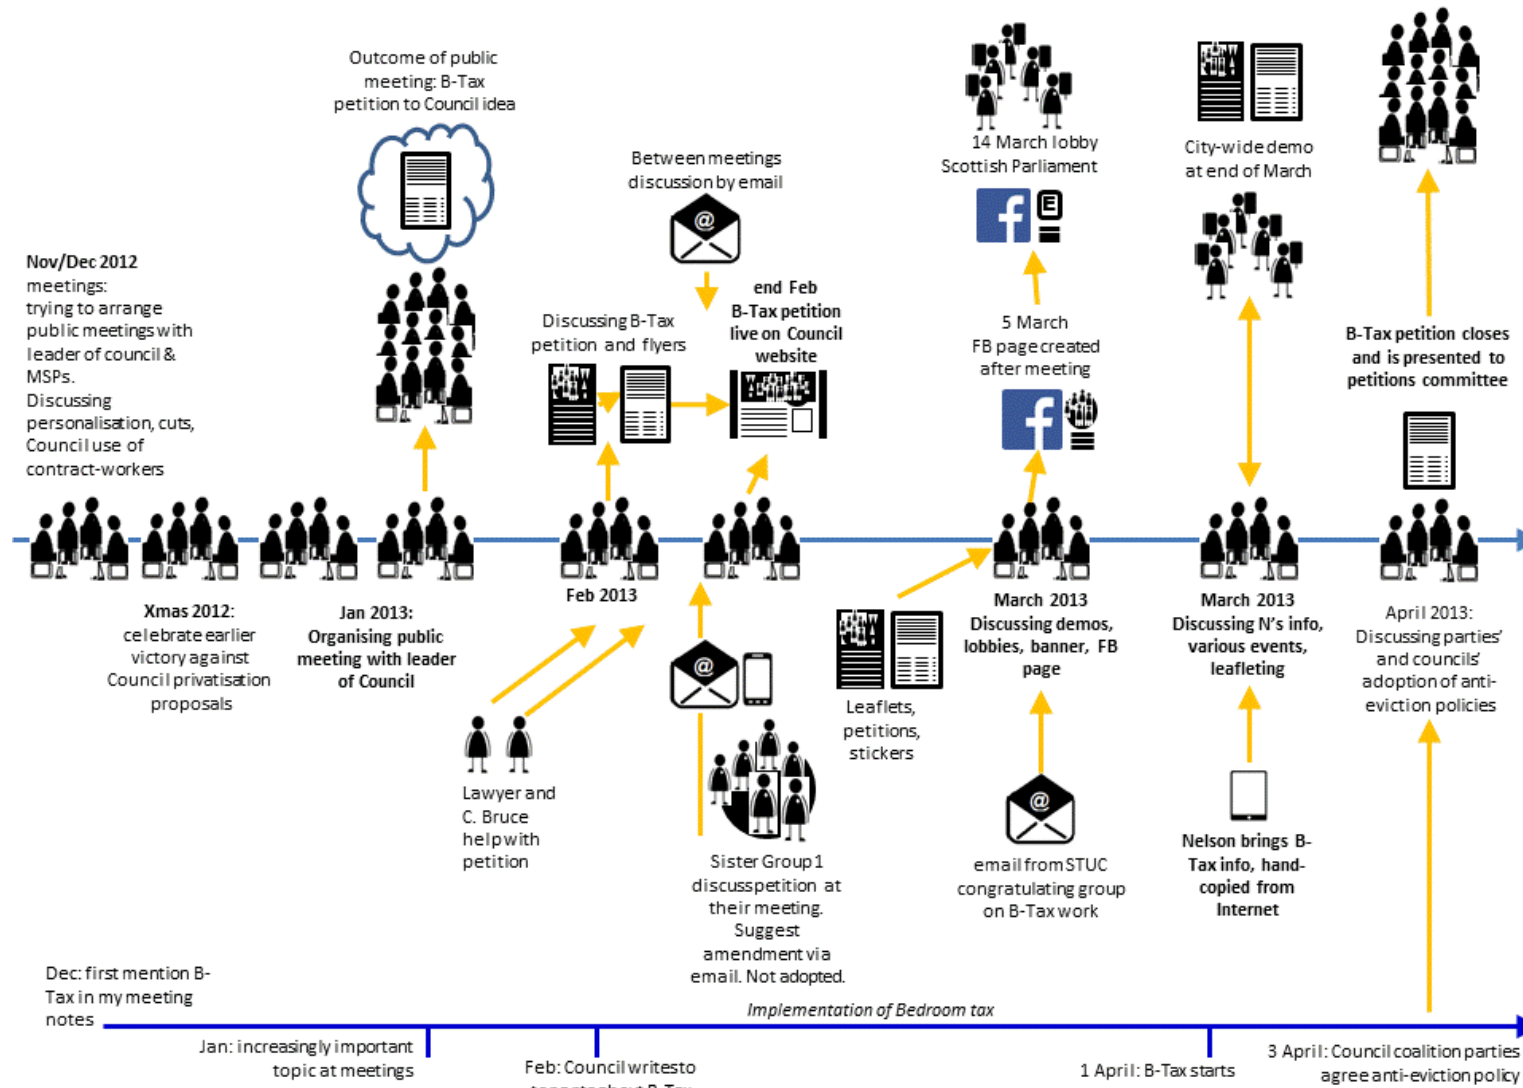 Outcome of public
meeting: B-Tax
petition to Council idea
Between meetings
discussion by email
@
14 March lobby
Scottish Parliament
f
E
City-wide demo
at end of March
Nov/Dec 2012
meetings:
trying to arrange
public meetings with
leader of council &
MSPs.
Discussing
personalisation, cuts,
Council use of
contract-workers
Discussing B-Tax
petition and flyers
end Feb
B-Tax petition
live on Council
website
5 March
FB page created
after meeting
f
B-Tax petition closes
and is presented to
petitions committee
Xmas 2012:
celebrate earlier
victory against
Council privatisation
proposals
Jan 2013:
Organising public
meeting with leader
of Council
Feb 2013
Lawyer and
C. Bruce
help with
petition
@
Sister Group 1
discuss petition at
their meeting.
Suggest
amendment via
email. Not adopted.
Leaflets,
petitions,
stickers
March 2013
Discussing demos,
lobbies, banner, FB
page
@
email from STUC
congratulating group
on B-Tax work
March 2013
Discussing N's info,
various events,
leafleting
Nelson brings B-
Tax info, hand-
copied from
Internet
April 2013:
Discussing parties'
and councils'
adoption of anti-
eviction policies
Dec: first mention B-
Tax in my meeting
notes
Implementation of Bedroom tax
Jan: increasingly important
topic at meetings
Feb: Council writes to
1 April: B-Tax starts
3 April: Council coalition parties
agree anti-eviction policy